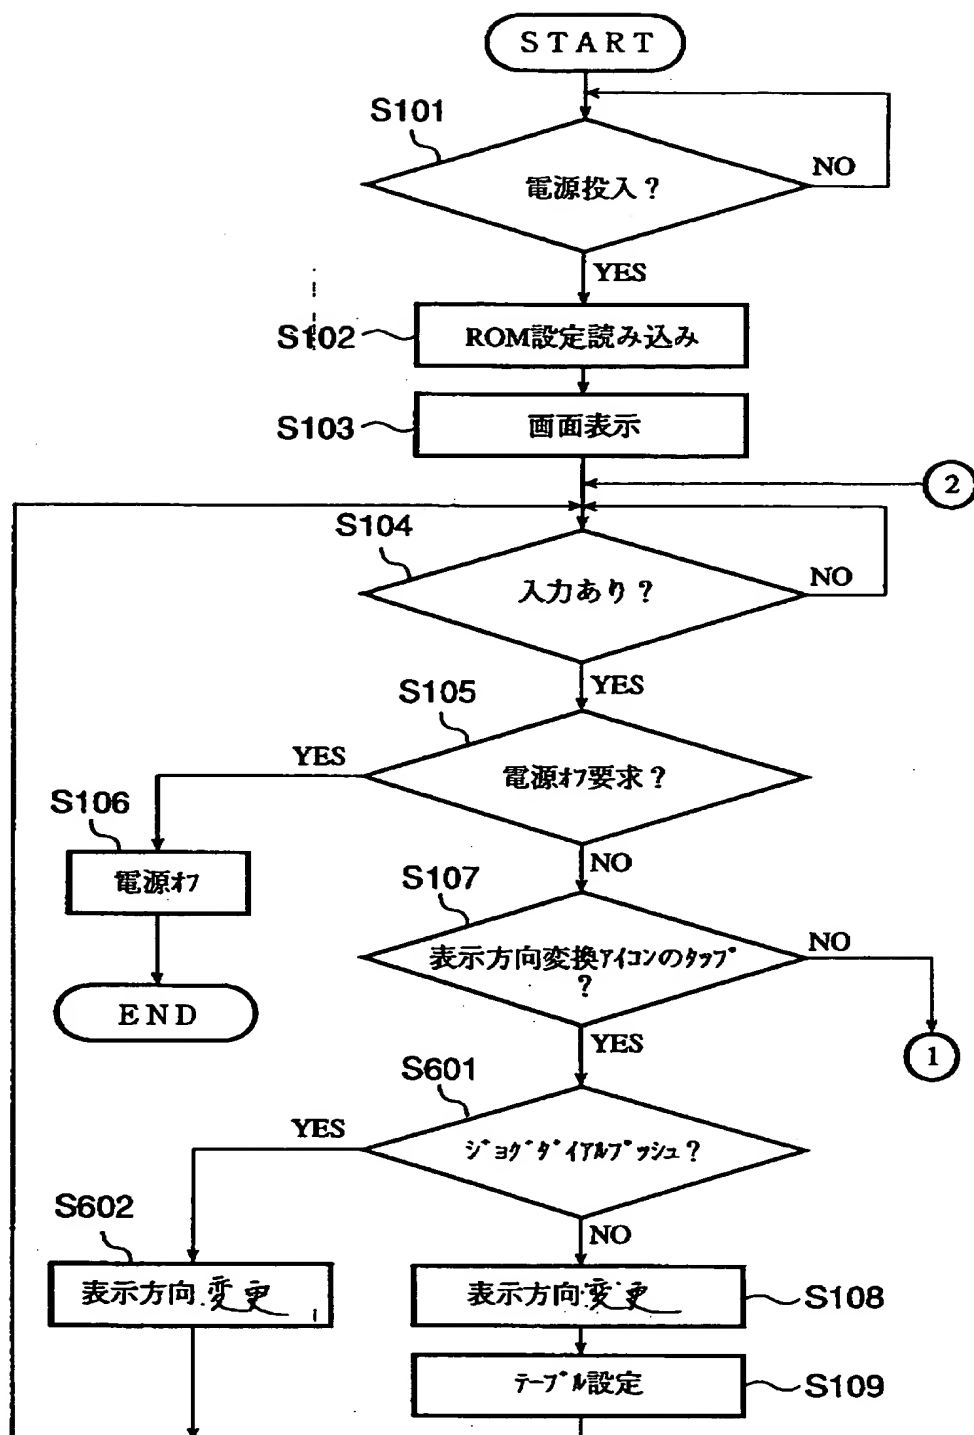 START
S101
電源投入?
NO
YES
S102
ROM設定読み込み
S103
画面表示
2
S104
入力あり?
NO
YES
S105
YES
電源ｵﾌ要求?
S106
電源ｵﾌ
NO
S107
表示方向変換ｱｲｺﾝのﾀｯﾌﾟ
?
NO
END
YES
1
S601
YES
ｼﾞｮｸﾞﾀﾞｲｱﾙﾌﾟｯｼｭ?
S602
NO
表示方向変更
表示方向変更
S108
ﾃｰﾌﾞﾙ設定
S109